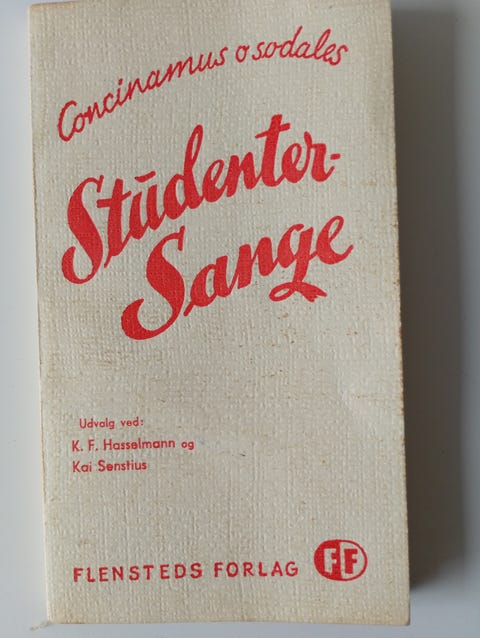 Concinamus o sodales
Studenter-
Sange
Udvalg ved:
K. F. Hasselmann og
Kai Senstius
FLENSTEDS FORLAG FF